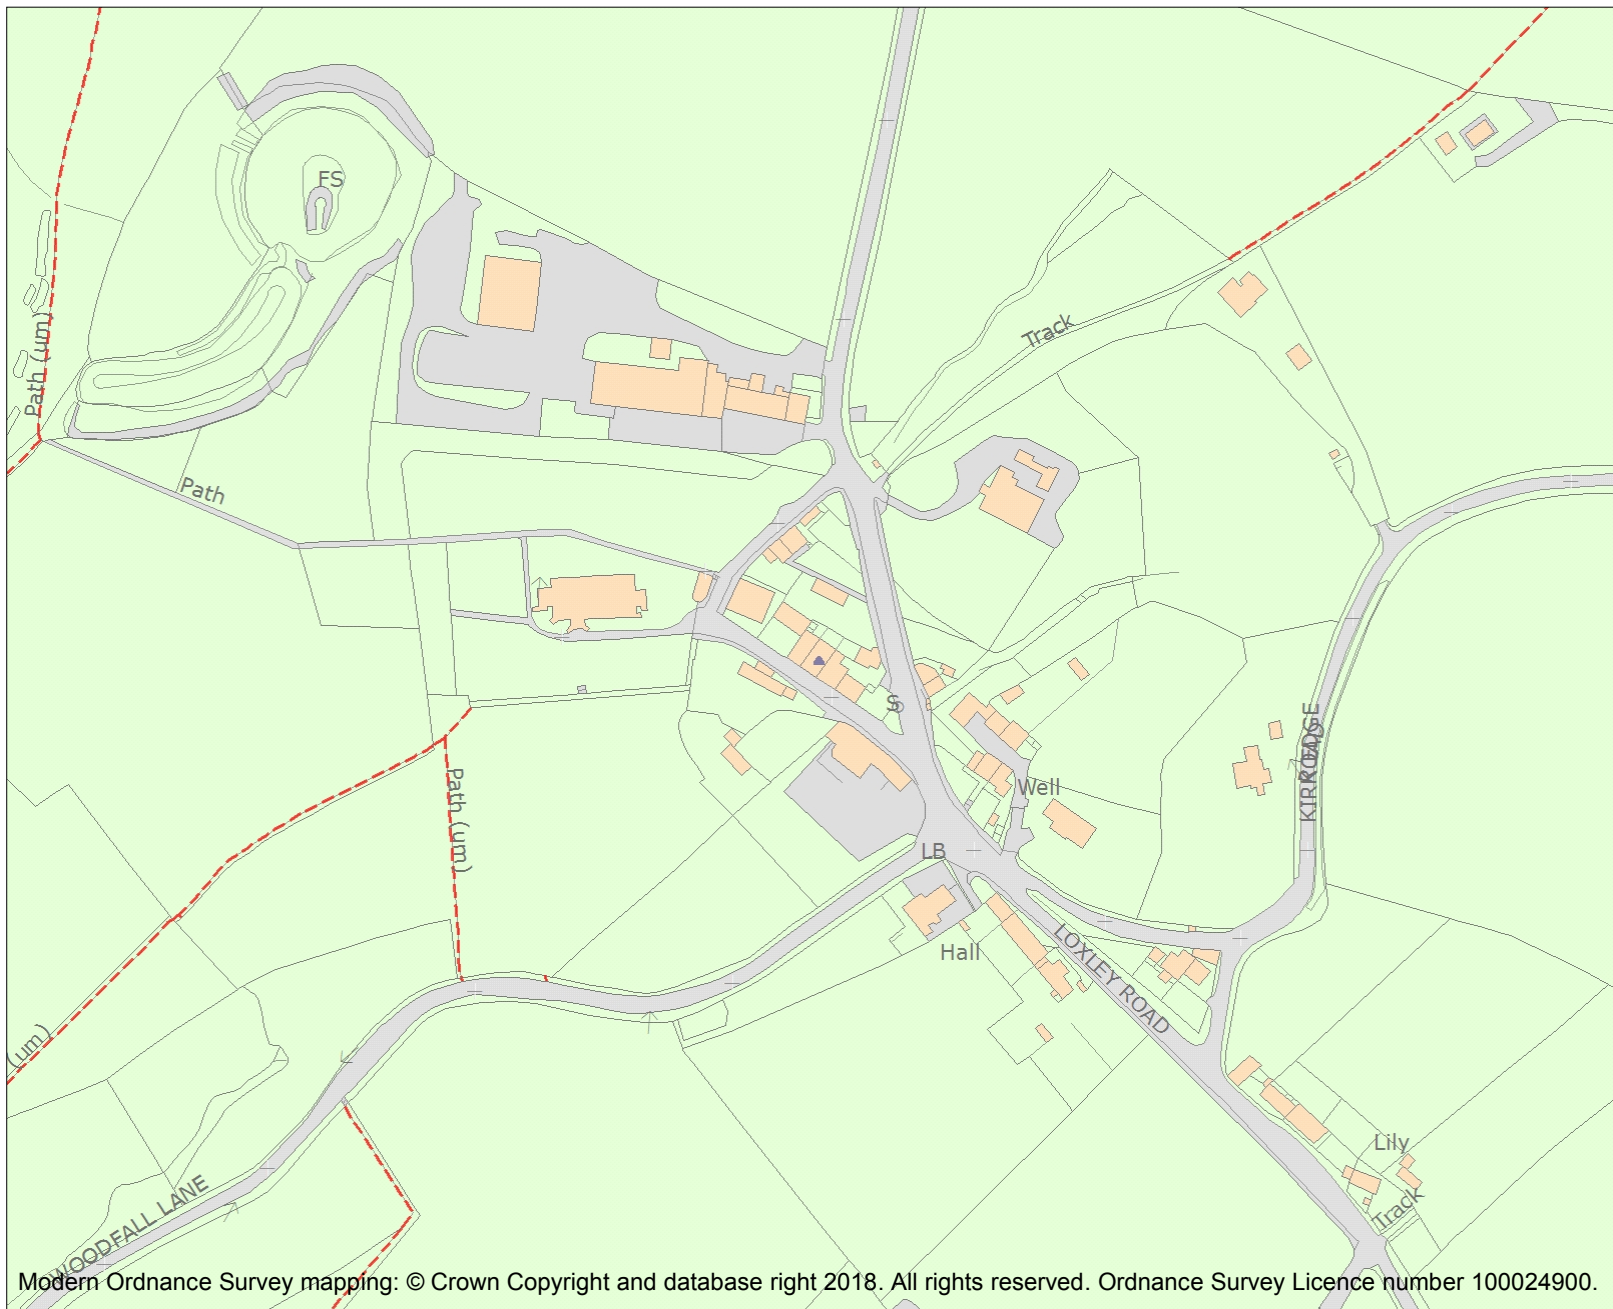 FS
Track
Path (um)
Path
S
KIRK EDGE
ROAD
Path (um)
Well
LB
LOXLEY ROAD
Hall
(um)
Lily
WOODFALL LANE
Track
Modern Ordnance Survey mapping: © Crown Copyright and database right 2018. All rights reserved. Ordnance Survey Licence number 100024900.